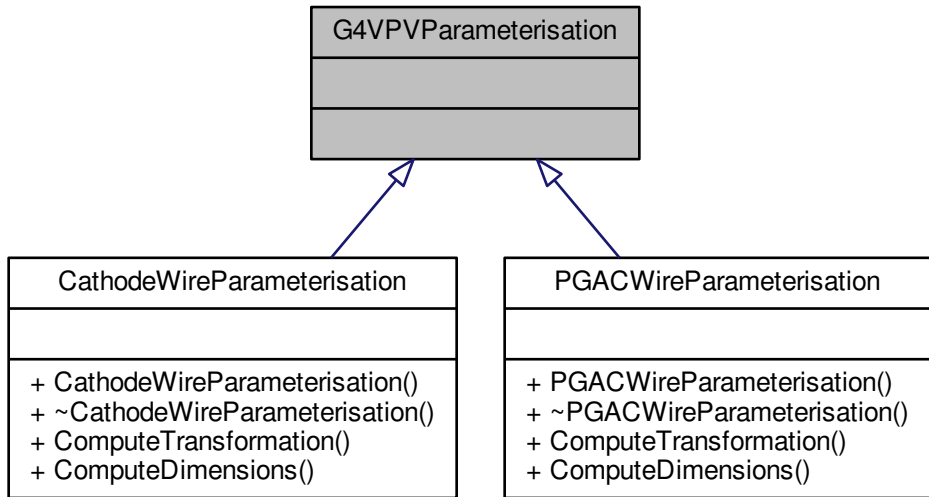 G4VPVParameterisation
CathodeWireParameterisation
+ CathodeWireParameterisation()
+ ~CathodeWireParameterisation()
+ ComputeTransformation()
+ ComputeDimensions()
PGACWireParameterisation
+ PGACWireParameterisation()
+ ~PGACWireParameterisation()
+ ComputeTransformation()
+ ComputeDimensions()